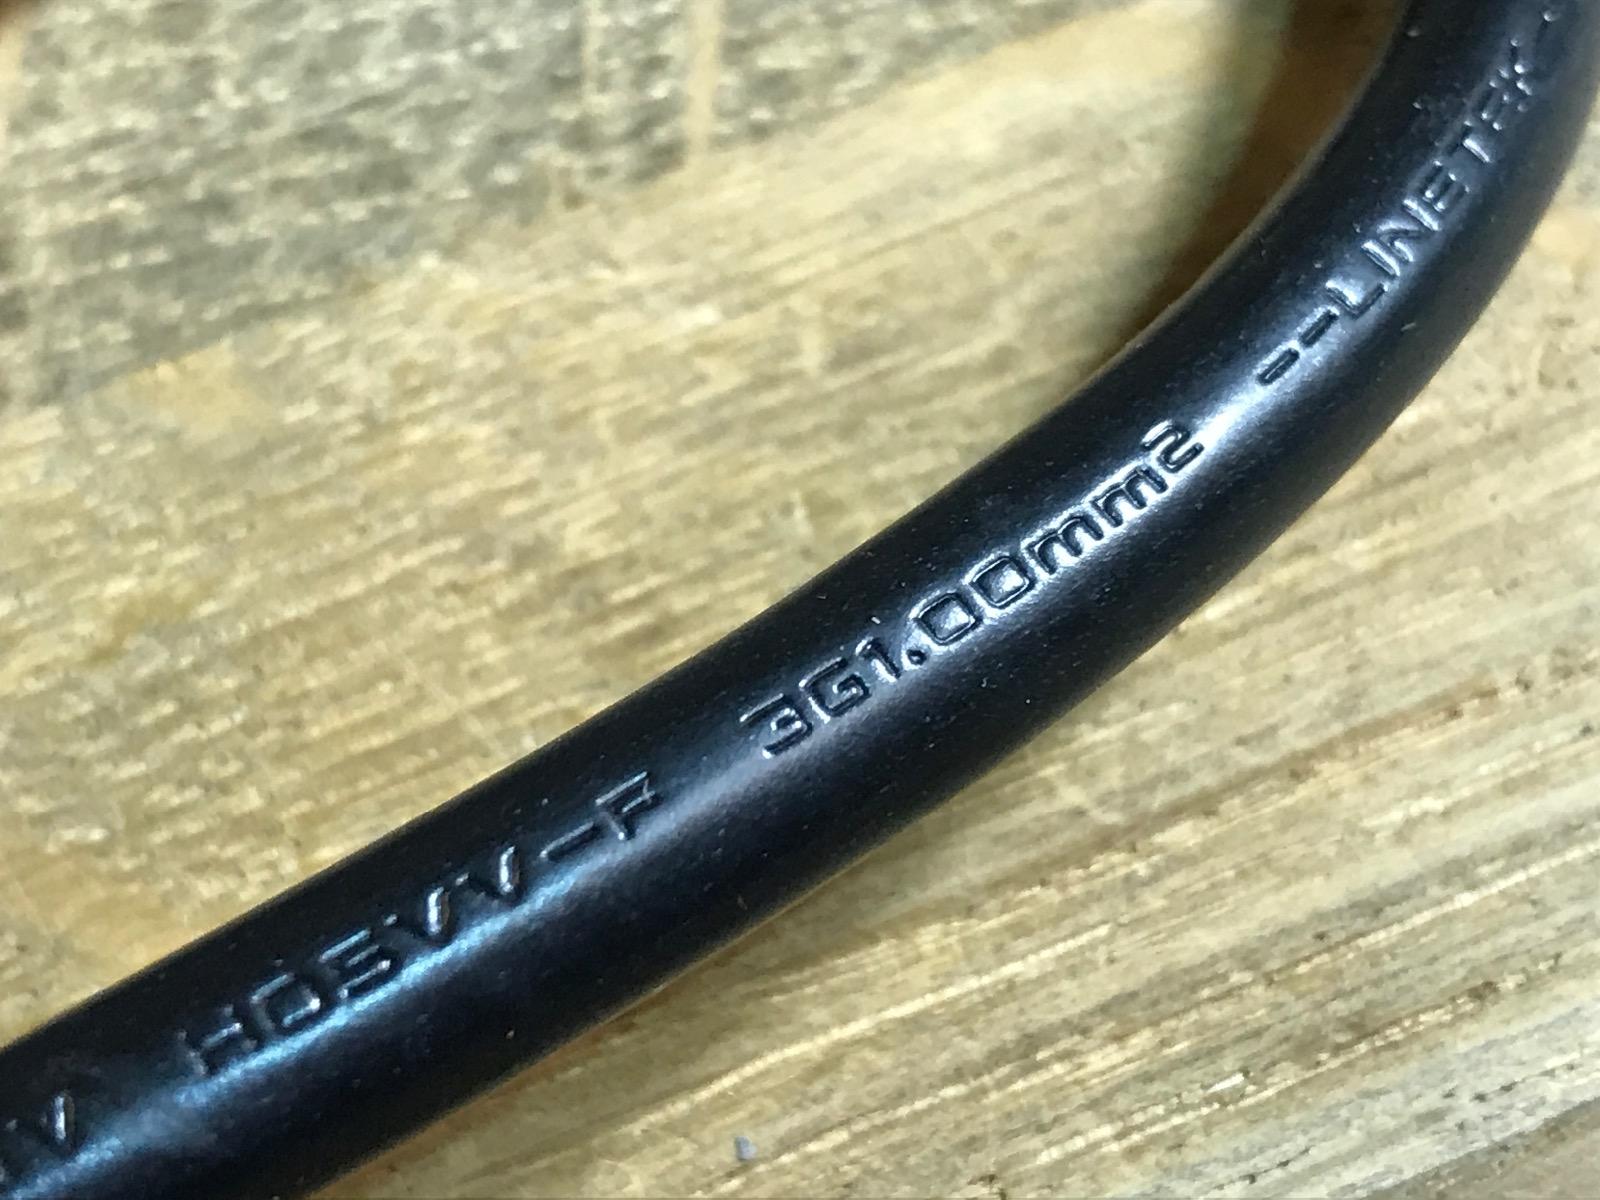 H05VV-F 3G1.00mm² --LINETEK